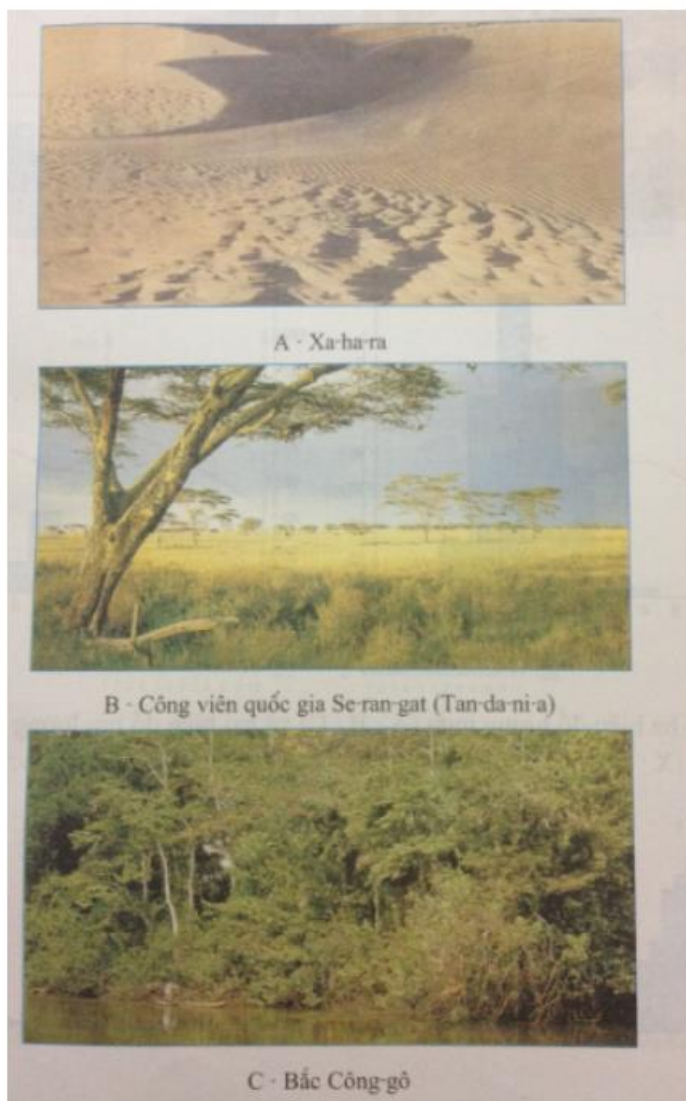 A - Xa-ha-ra
B - Công viên quốc gia Se-ran-gat (Tan-da-ni-a)
C - Bắc Công-gô